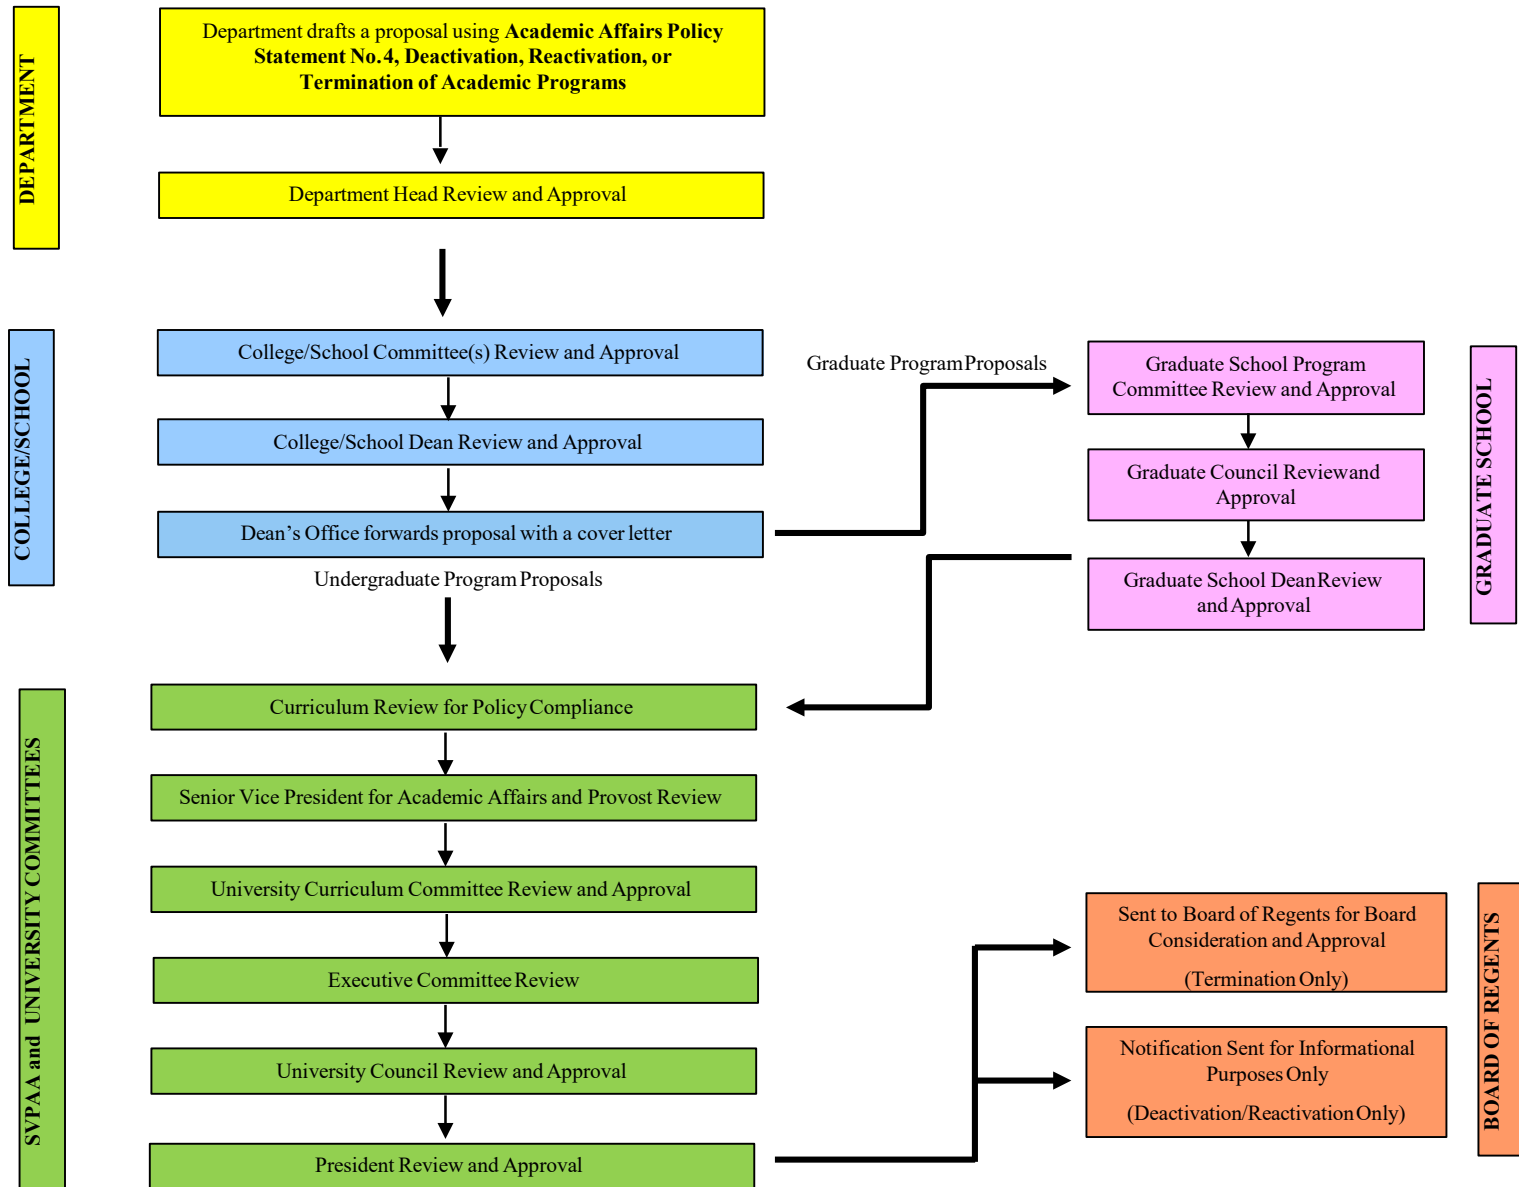 DEPARTMENT
Department drafts a proposal using Academic Affairs Policy
Statement No. 4, Deactivation, Reactivation, or
Termination of Academic Programs
Department Head Review and Approval
COLLEGE/SCHOOL
College/School Committee(s) Review and Approval
College/School Dean Review and Approval
Dean's Office forwards proposal with a cover letter
Graduate Program Proposals
Undergraduate Program Proposals
Graduate School Program
Committee Review and Approval
Graduate Council Review and
Approval
Graduate School Dean Review
and Approval
GRADUATE SCHOOL
SVPAA and UNIVERSITY COMMITTEES
Curriculum Review for Policy Compliance
Senior Vice President for Academic Affairs and Provost Review
University Curriculum Committee Review and Approval
Executive Committee Review
University Council Review and Approval
President Review and Approval
Sent to Board of Regents for Board
Consideration and Approval
(Termination Only)
Notification Sent for Informational
Purposes Only
(Deactivation/Reactivation Only)
BOARD OF REGENTS